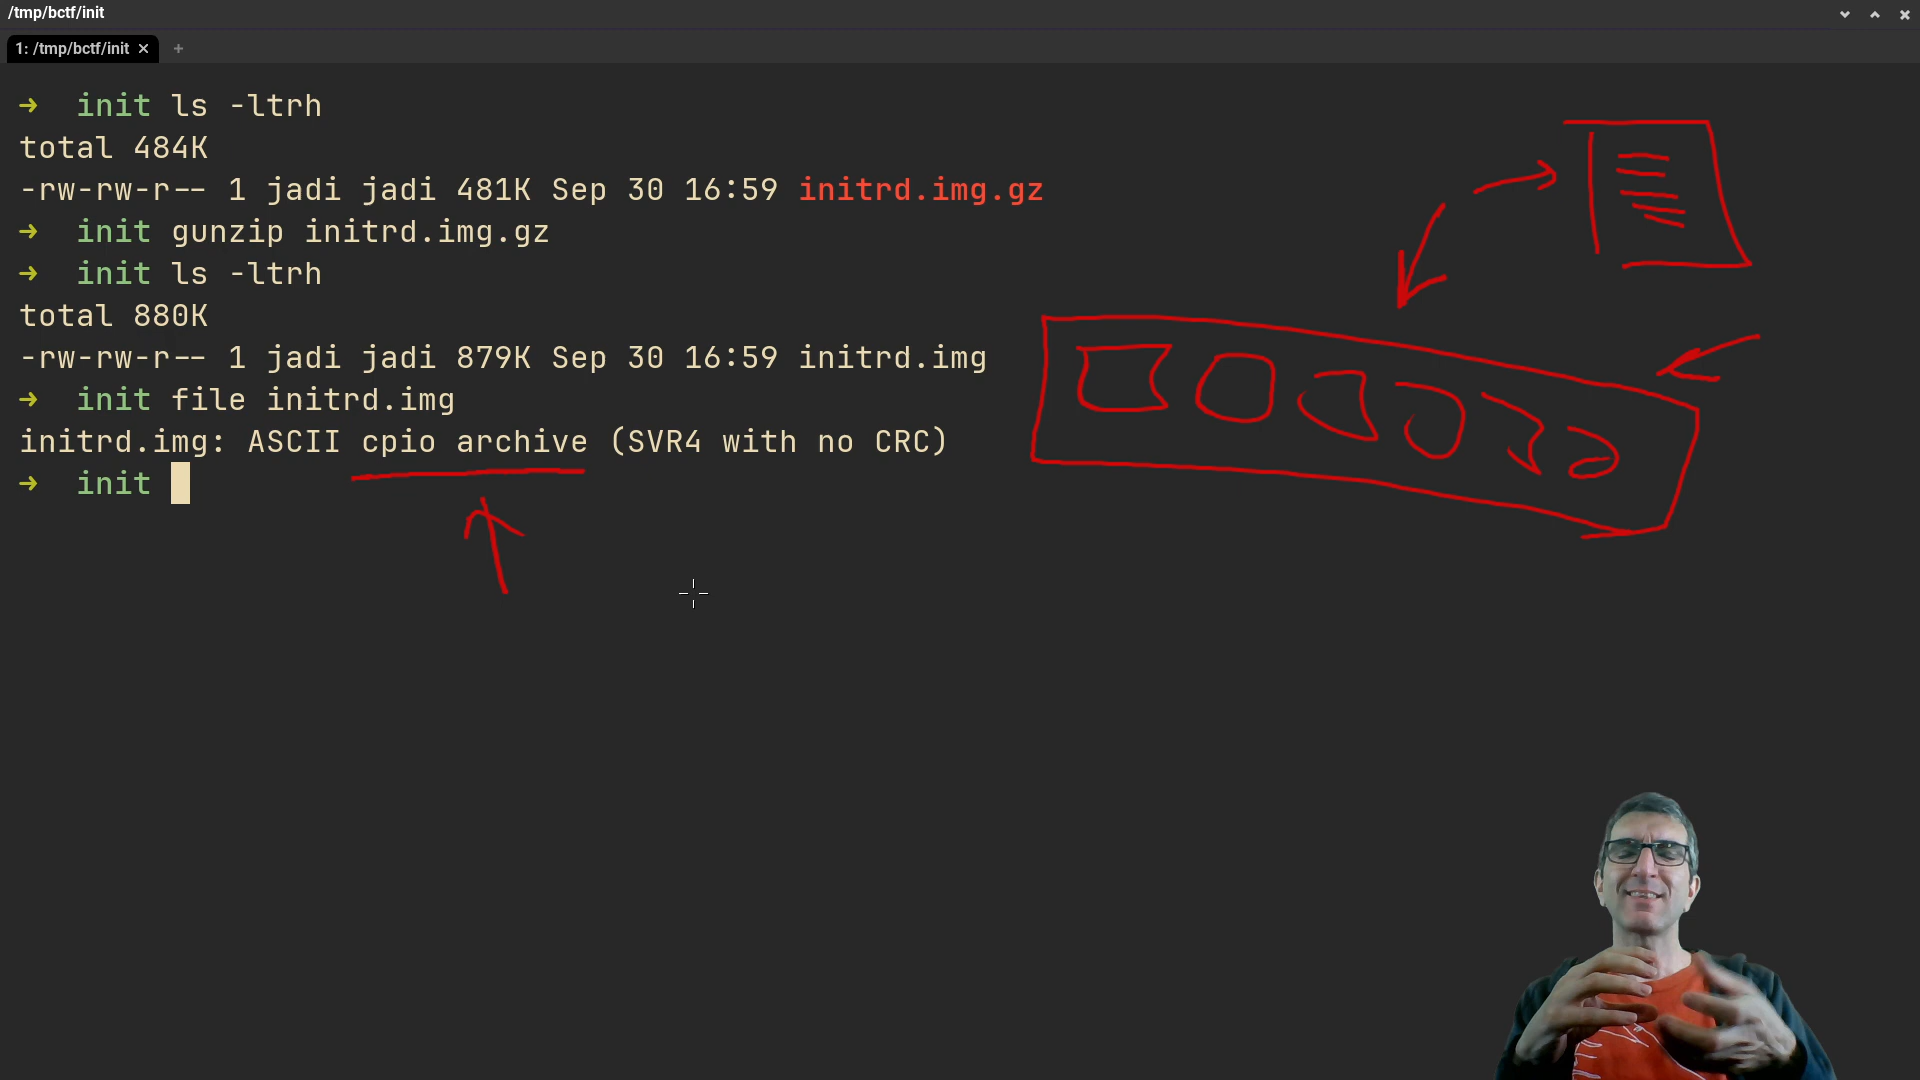 /tmp/bctf/init
1: /tmp/bctf/init × +
➜ init ls -ltrh
total 484K
-rw-rw-r-- 1 jadi jadi 481K Sep 30 16:59 initrd.img.gz
➜ init gunzip initrd.img.gz
➜ init ls -ltrh
total 880K
-rw-rw-r-- 1 jadi jadi 879K Sep 30 16:59 initrd.img
➜ init file initrd.img
initrd.img: ASCII cpio archive (SVR4 with no CRC)
➜ init